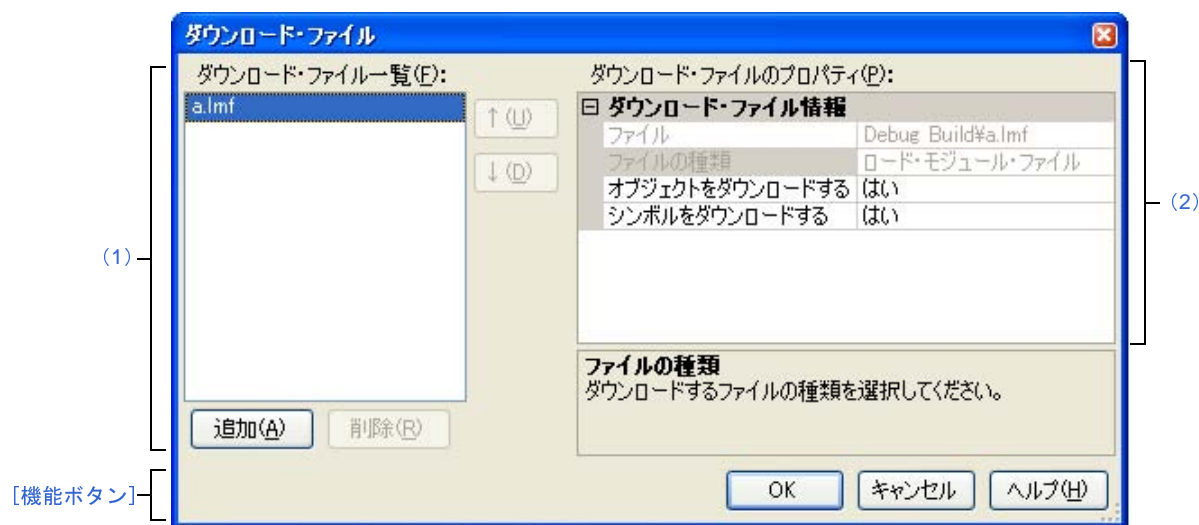 ダウンロード・ファイル
ダウンロード・ファイル一覧(F):
a.lmf
↑(U)
↓(D)
追加(A)
削除(R)
ダウンロード・ファイルのプロパティ(P):
ダウンロード・ファイル情報
ファイル Debug Build¥a.lmf
ファイルの種類 ロード・モジュール・ファイル
オブジェクトをダウンロードする はい
シンボルをダウンロードする はい
ファイルの種類
ダウンロードするファイルの種類を選択してください。
OK キャンセル ヘルプ(H)
(1)
(2)
[機能ボタン]